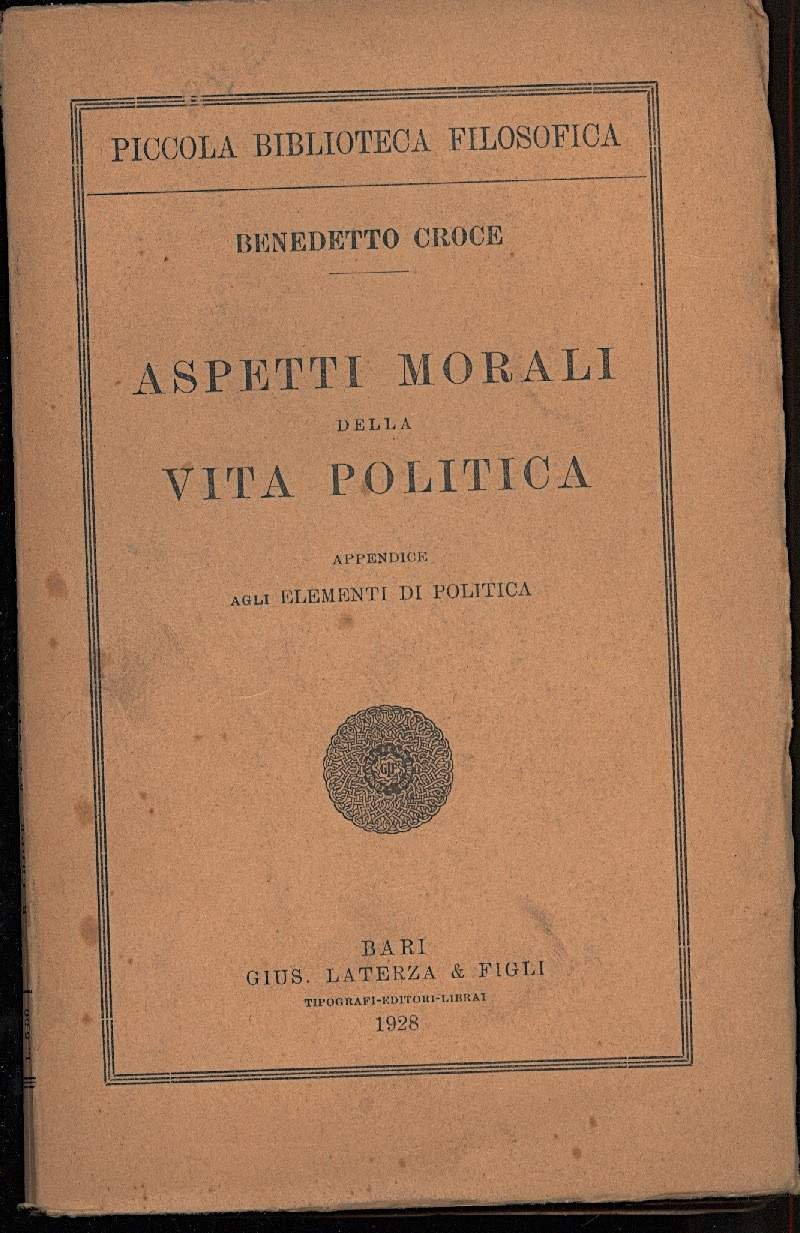 PICCOLA BIBLIOTECA FILOSOFICA
BENEDETTO CROCE
ASPETTI MORALI
DELLA
VITA POLITICA
APPENDICE
AGLI ELEMENTI DI POLITICA
BARI
GIUS. LATERZA & FIGLI
TIPOGRAFI-EDITORI-LIBRAI
1928